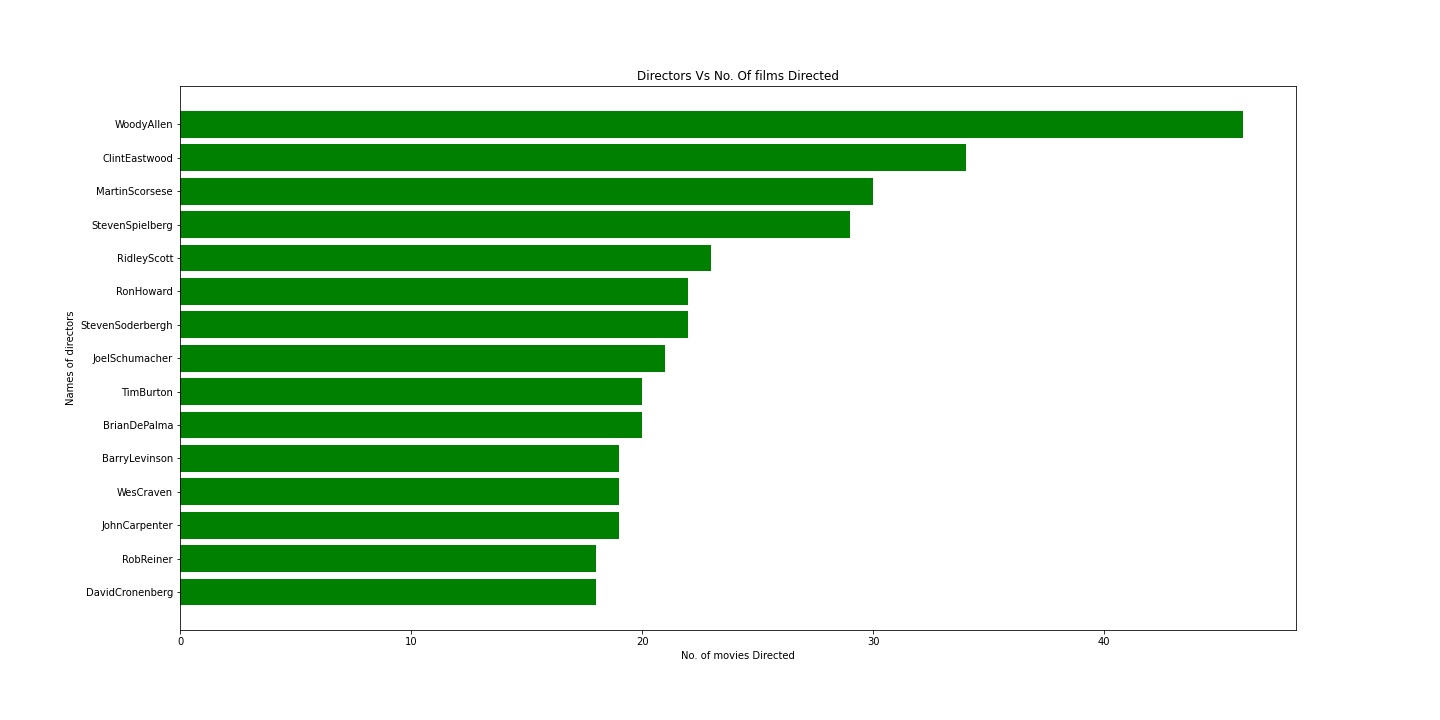 Directors Vs No. Of films Directed
Names of directors
WoodyAllen
ClintEastwood
MartinScorsese
StevenSpielberg
RidleyScott
RonHoward
StevenSoderbergh
JoelSchumacher
TimBurton
BrianDePalma
BarryLevinson
WesCraven
JohnCarpenter
RobReiner
DavidCronenberg
0 10 20 30 40
No. of movies Directed